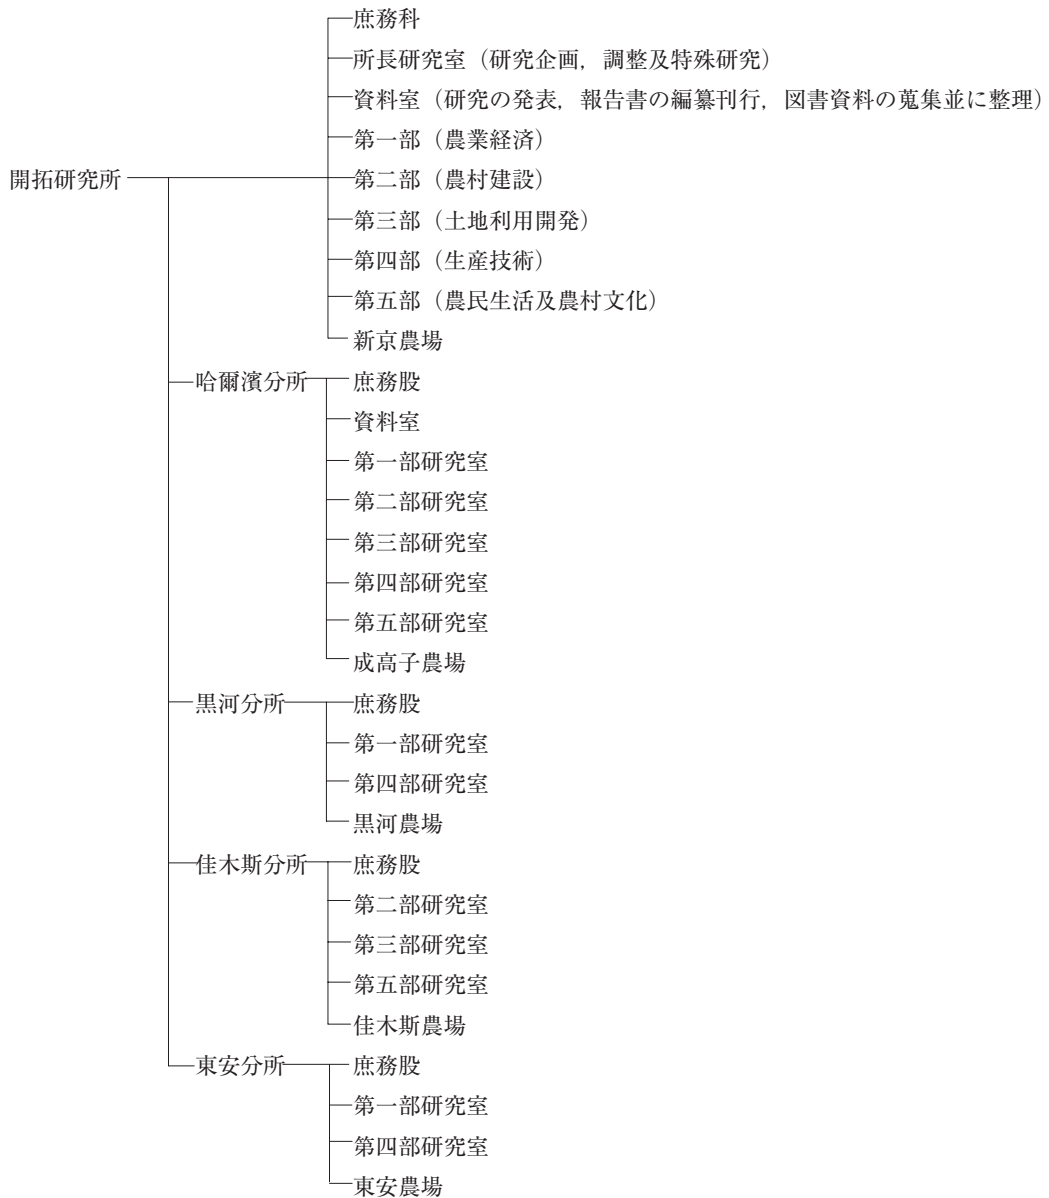 庶務科
所長研究室（研究企画，調整及特殊研究）
資料室（研究の発表，報告書の編纂刊行，図書資料の蒐集並に整理）
第一部（農業経済）
開拓研究所 第二部（農村建設）
第三部（土地利用開発）
第四部（生産技術）
第五部（農民生活及農村文化）
新京農場
哈爾濱分所 庶務股
資料室
第一部研究室
第二部研究室
第三部研究室
第四部研究室
第五部研究室
成高子農場
黒河分所 庶務股
第一部研究室
第四部研究室
黒河農場
佳木斯分所 庶務股
第二部研究室
第三部研究室
第五部研究室
佳木斯農場
東安分所 庶務股
第一部研究室
第四部研究室
東安農場